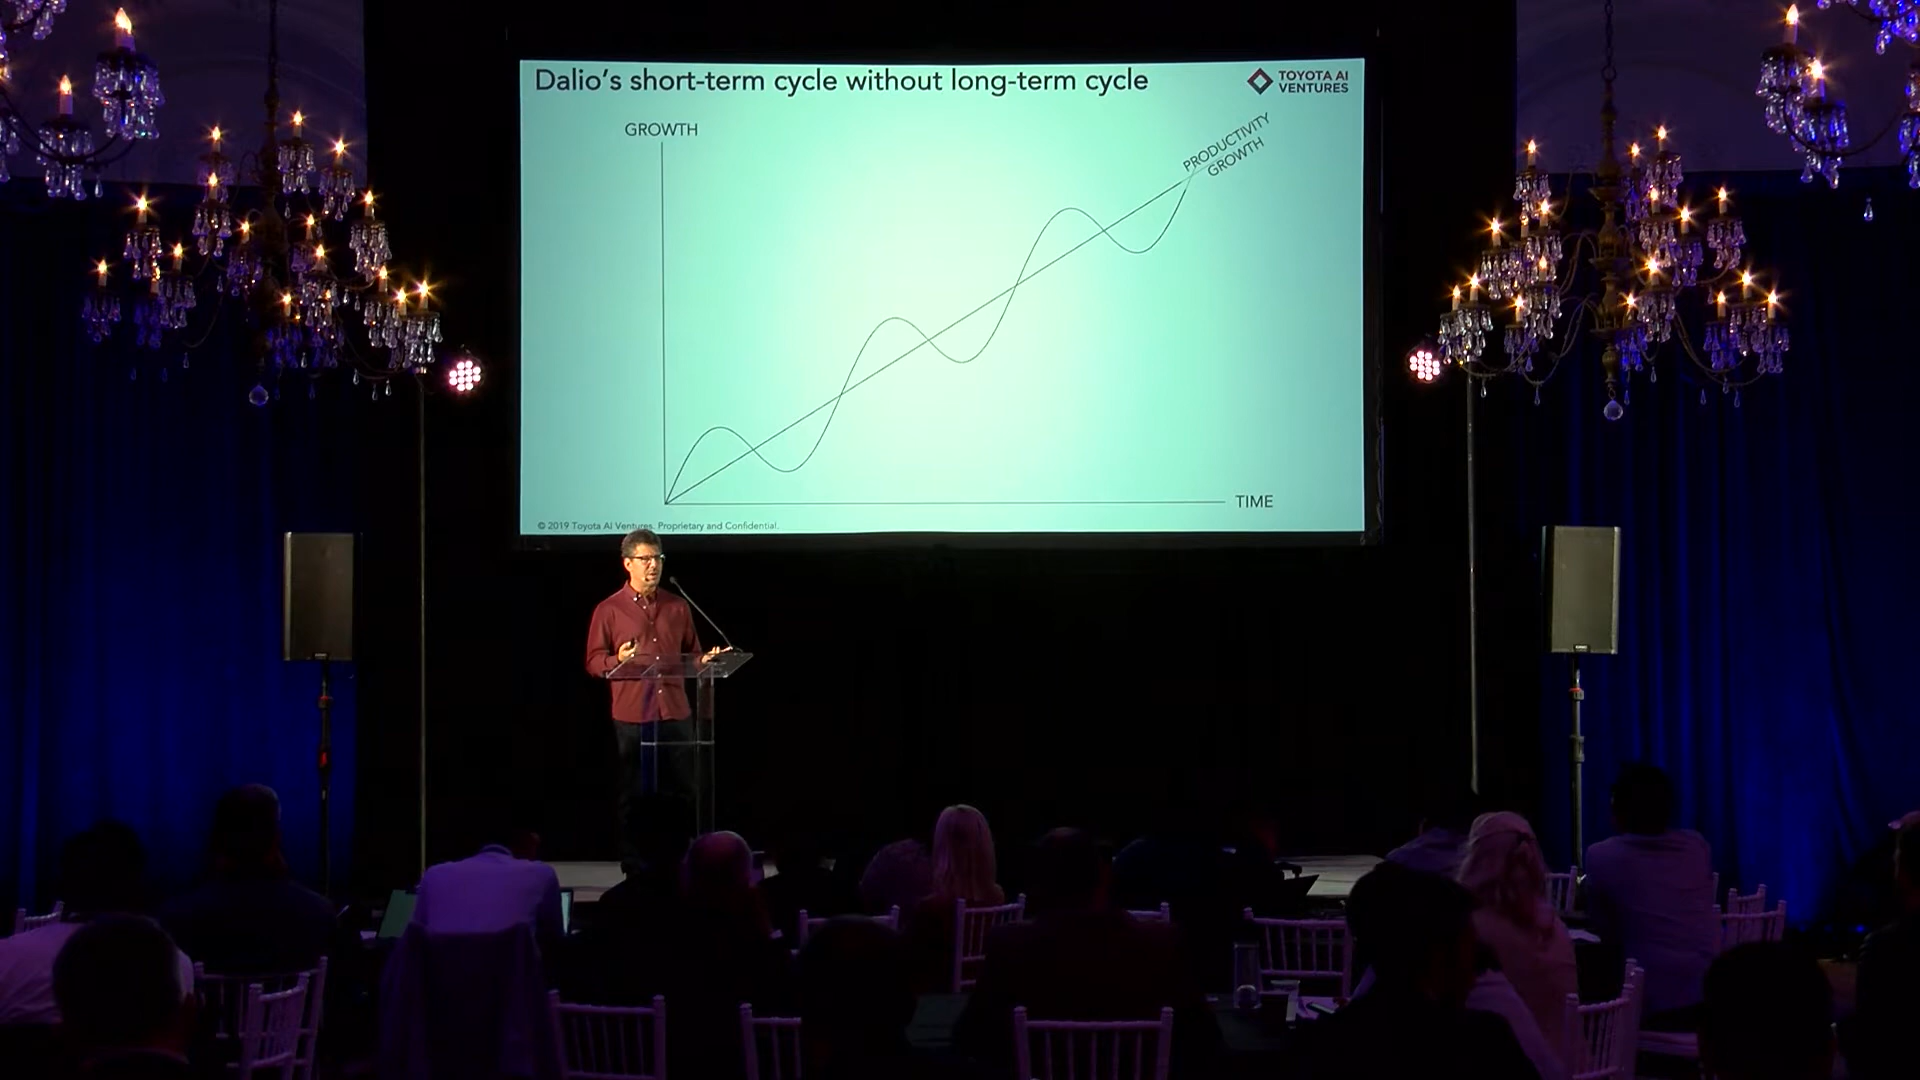 Dalio's short-term cycle without long-term cycle
TOYOTA AI
VENTURES
GROWTH
PRODUCTIVITY
GROWTH
TIME
© 2019 Toyota AI Ventures. Proprietary and Confidential.